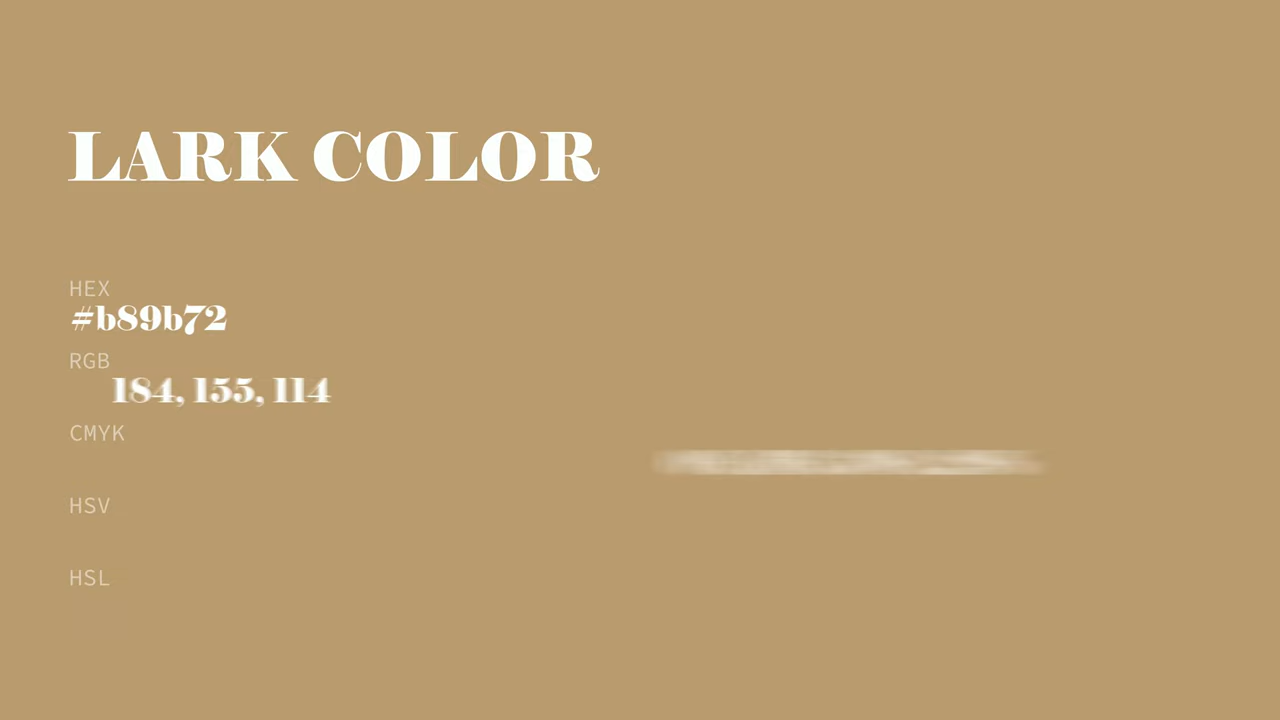 LARK COLOR
HEX
#b89b72
RGB
184, 155, 114
CMYK
HSV
HSL